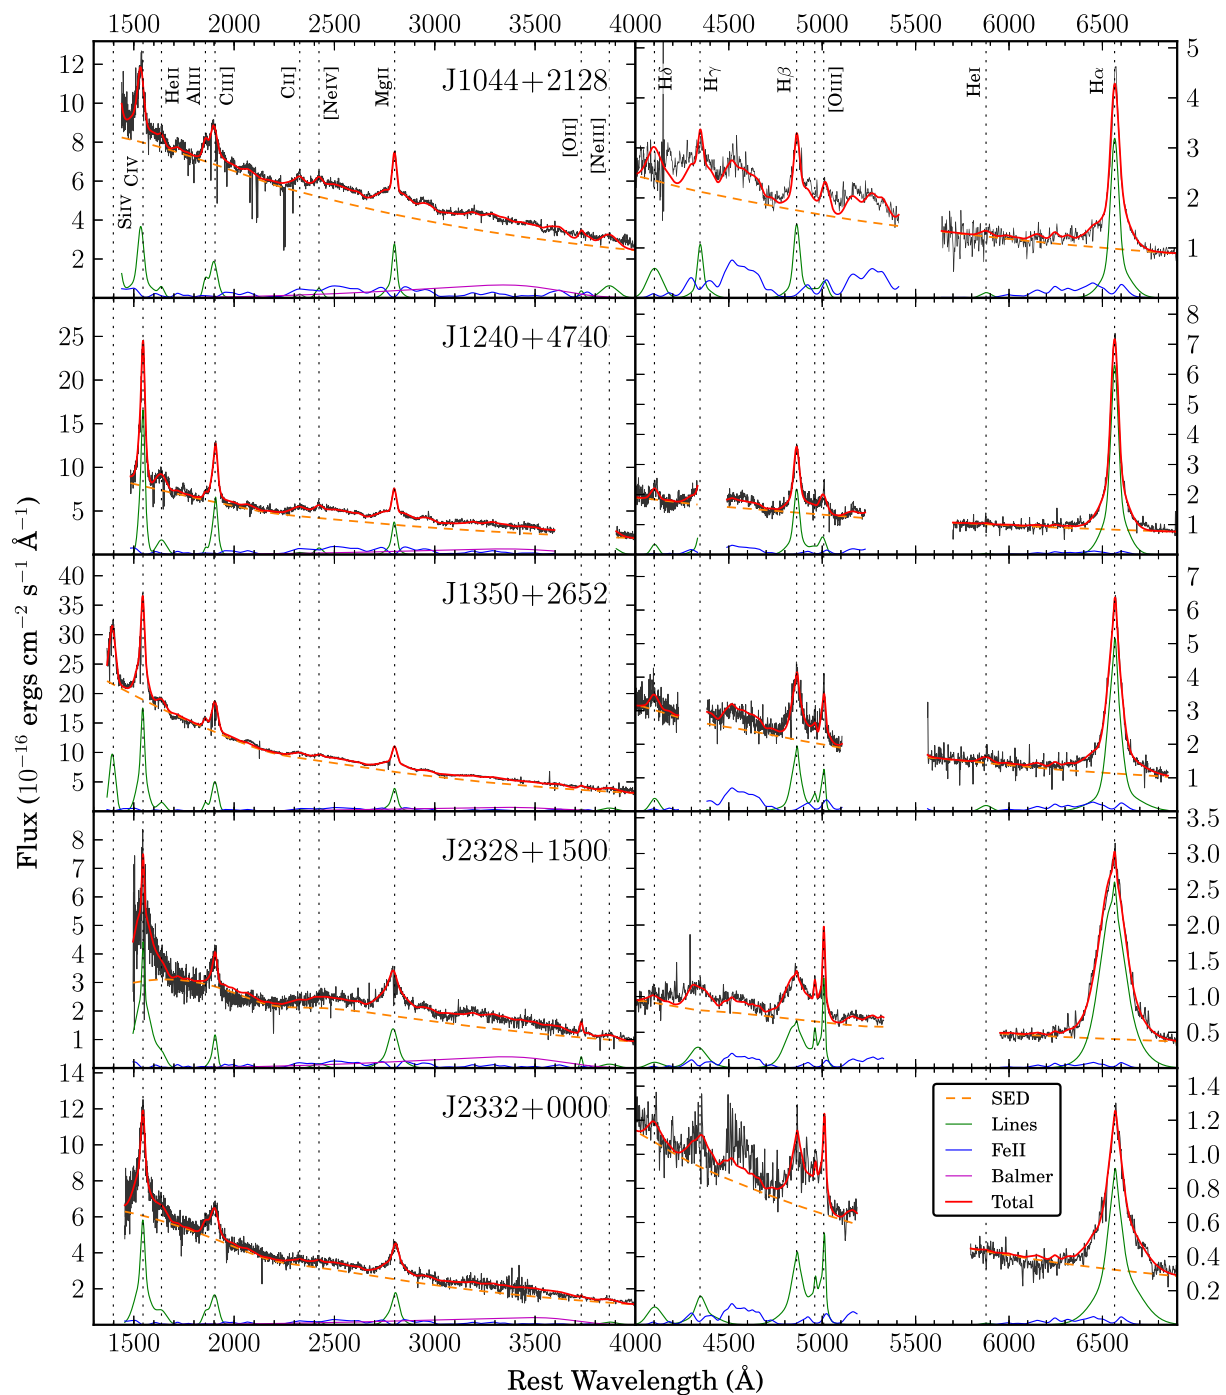 1500 2000 2500 3000 3500 4000 4500 5000 5500 6000 6500
12
10
8
6
4
2
SiIV
CIV
HeII
AlIII
CIII]
CII]
[NeIV]
MgII
[OII]
[NeIII]
J1044+2128
Hδ
Hγ
Hβ
[OIII]
HeI
Hα
5
4
3
2
1
25
20
15
10
5
J1240+4740
8
7
6
5
4
3
2
1
40
35
30
25
20
15
10
5
J1350+2652
7
6
5
4
3
2
1
8
7
6
5
4
3
2
1
J2328+1500
3.5
3.0
2.5
2.0
1.5
1.0
0.5
14
12
10
8
6
4
2
J2332+0000
SED
Lines
FeII
Balmer
Total
1.4
1.2
1.0
0.8
0.6
0.4
0.2
Flux (10⁻¹⁶ ergs cm⁻² s⁻¹ Å⁻¹)
1500 2000 2500 3000 3500 4000 4500 5000 5500 6000 6500
Rest Wavelength (Å)